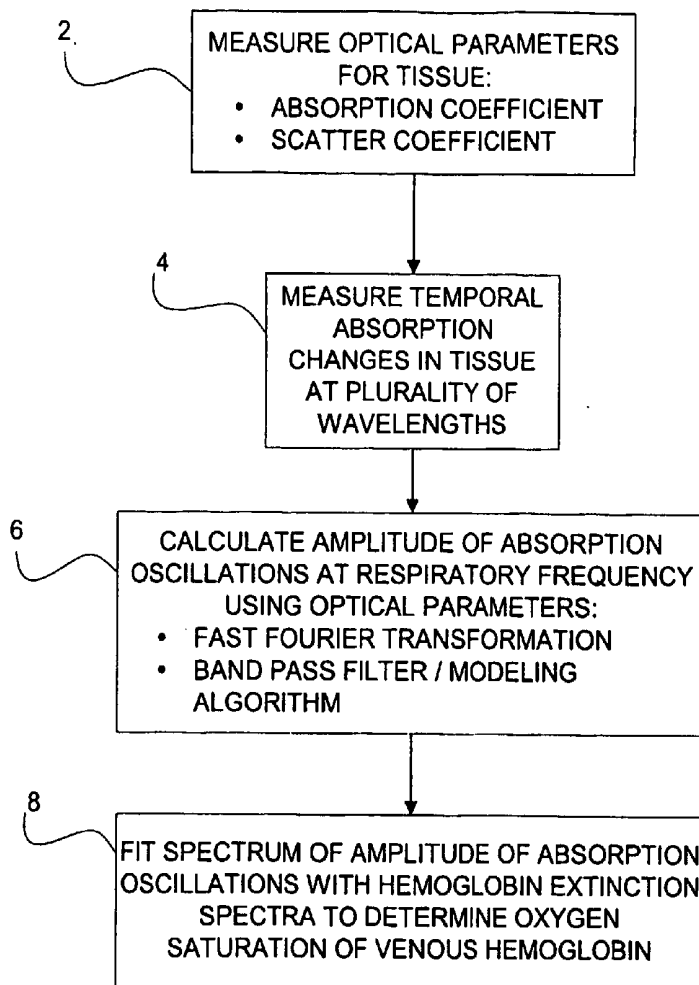 2
MEASURE OPTICAL PARAMETERS
FOR TISSUE:
• ABSORPTION COEFFICIENT
• SCATTER COEFFICIENT
4
MEASURE TEMPORAL
ABSORPTION
CHANGES IN TISSUE
AT PLURALITY OF
WAVELENGTHS
6
CALCULATE AMPLITUDE OF ABSORPTION
OSCILLATIONS AT RESPIRATORY FREQUENCY
USING OPTICAL PARAMETERS:
• FAST FOURIER TRANSFORMATION
• BAND PASS FILTER / MODELING
ALGORITHM
8
FIT SPECTRUM OF AMPLITUDE OF ABSORPTION
OSCILLATIONS WITH HEMOGLOBIN EXTINCTION
SPECTRA TO DETERMINE OXYGEN
SATURATION OF VENOUS HEMOGLOBIN